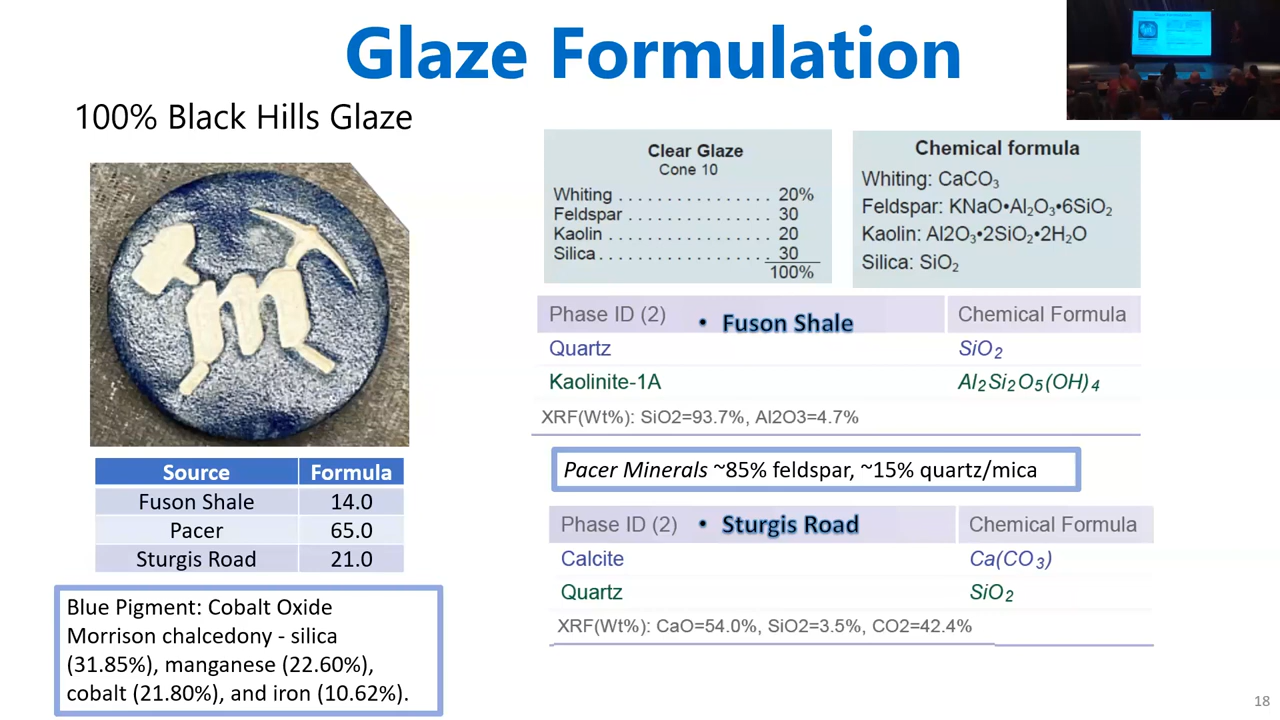 Glaze Formulation
100% Black Hills Glaze
m
Source Formula
Fuson Shale 14.0
Pacer 65.0
Sturgis Road 21.0
Blue Pigment: Cobalt Oxide
Morrison chalcedony - silica
(31.85%), manganese (22.60%),
cobalt (21.80%), and iron (10.62%).
Clear Glaze
Cone 10
Whiting . . . . . . . . . . . . . . . . 20%
Feldspar . . . . . . . . . . . . . . . 30
Kaolin . . . . . . . . . . . . . . . . . 20
Silica . . . . . . . . . . . . . . . . . . 30
100%
Chemical formula
Whiting: CaCO₃
Feldspar: KNaO•Al₂O₃•6SiO₂
Kaolin: Al2O₃•2SiO₂•2H₂O
Silica: SiO₂
Phase ID (2) • Fuson Shale Chemical Formula
Quartz SiO₂
Kaolinite-1A Al₂Si₂O₅(OH)₄
XRF(Wt%): SiO2=93.7%, Al2O3=4.7%
Pacer Minerals ~85% feldspar, ~15% quartz/mica
Phase ID (2) • Sturgis Road Chemical Formula
Calcite Ca(CO₃)
Quartz SiO₂
XRF(Wt%): CaO=54.0%, SiO2=3.5%, CO2=42.4%
18